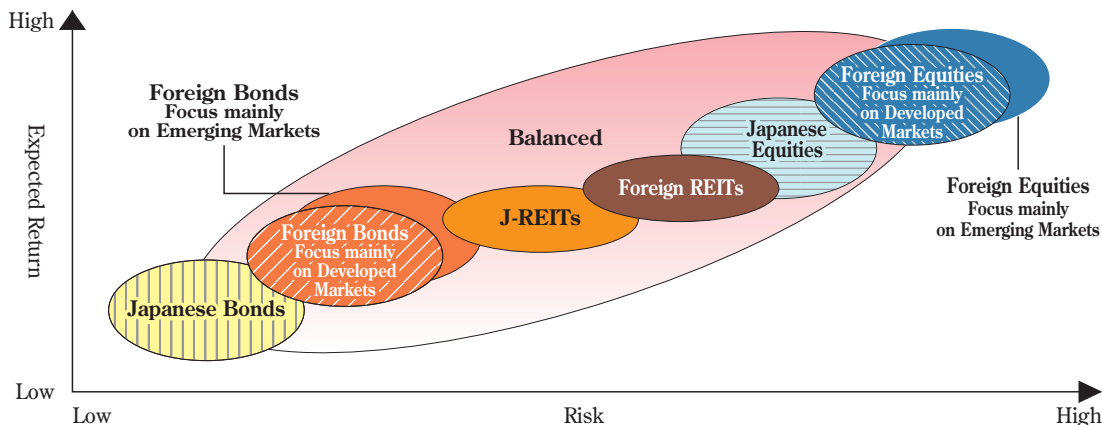 High
Expected Return
Low
Low
Risk
High
Foreign Bonds
Focus mainly
on Emerging Markets
Balanced
Foreign Equities
Focus mainly
on Developed
Markets
Japanese
Equities
Foreign REITs
J-REITs
Foreign Equities
Focus mainly
on Emerging Markets
Foreign Bonds
Focus mainly
on Developed
Markets
Japanese Bonds